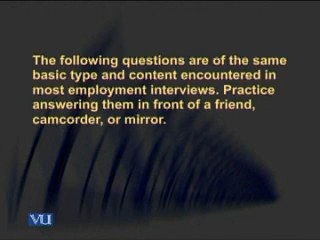 The following questions are of the same
basic type and content encountered in
most employment interviews. Practice
answering them in front of a friend,
camcorder, or mirror.
VU